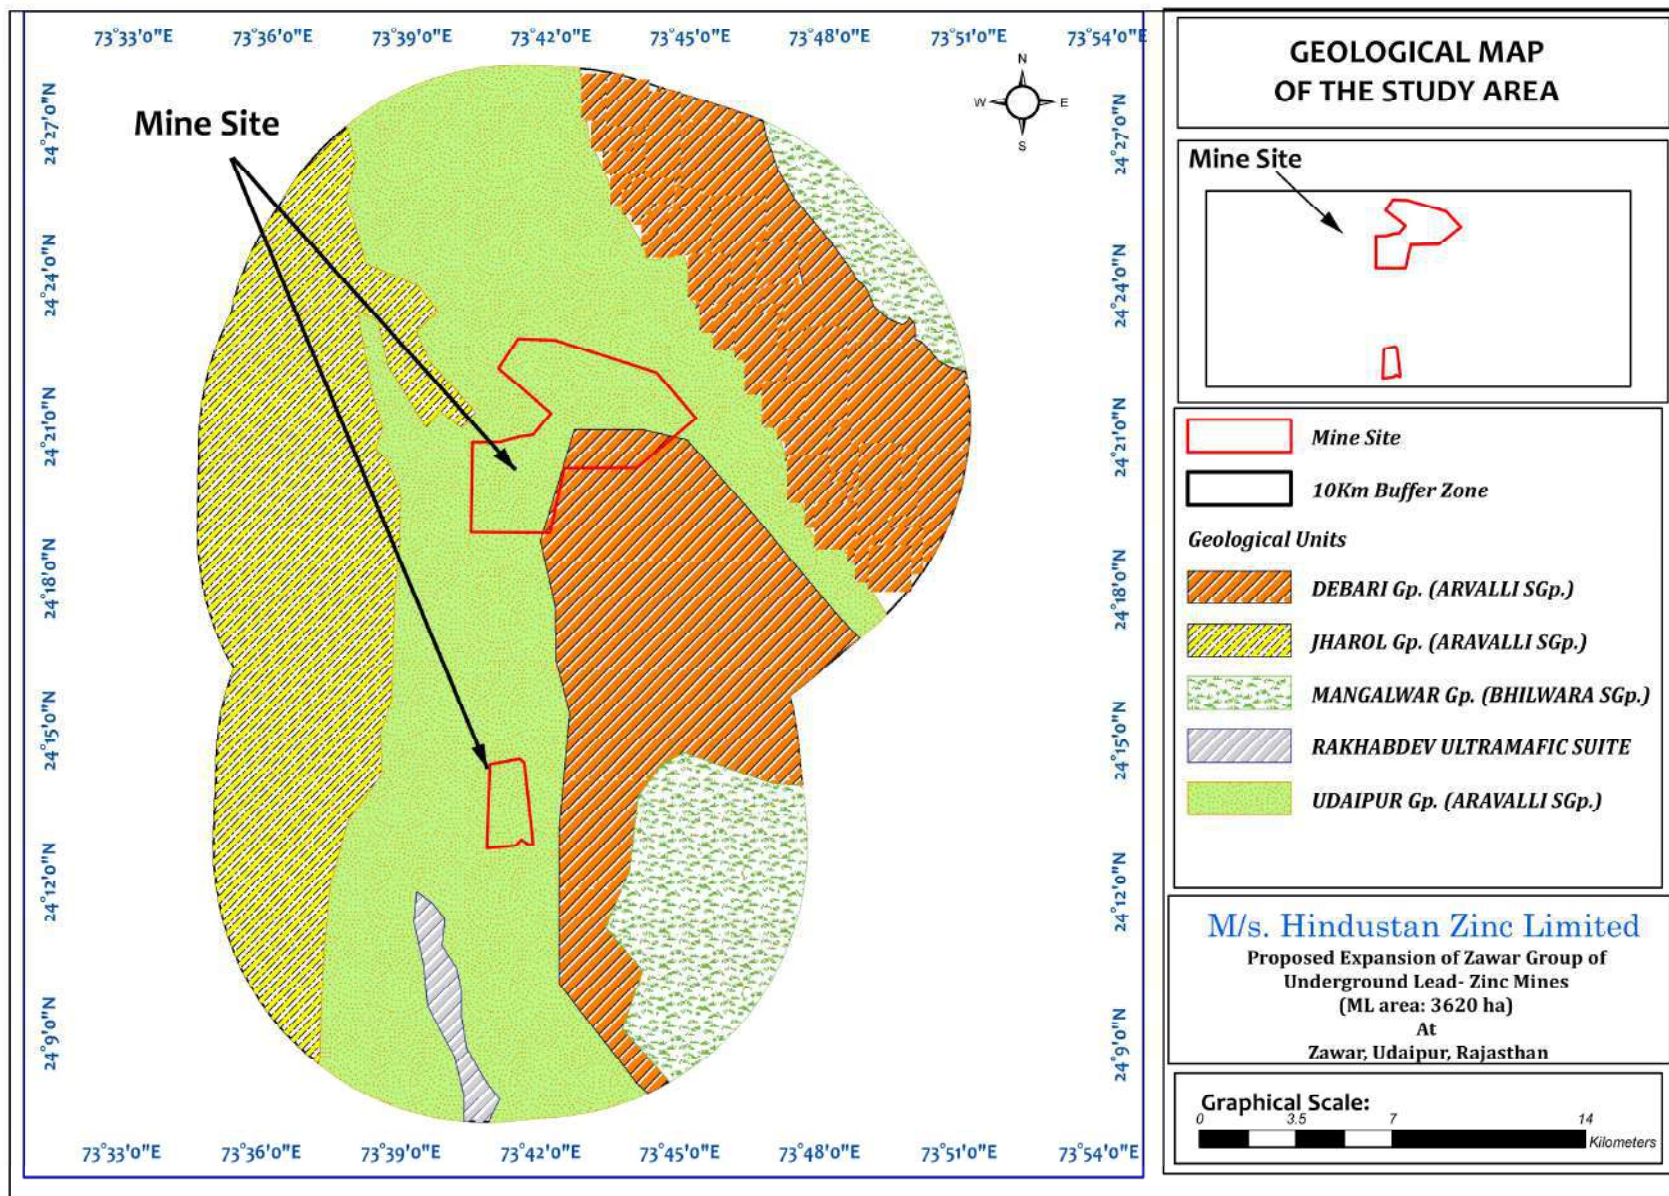 73°33'0"E 73°36'0"E 73°39'0"E 73°42'0"E 73°45'0"E 73°48'0"E 73°51'0"E 73°54'0"E
N
W E
S
Mine Site
24°27'0"N
24°24'0"N
24°21'0"N
24°18'0"N
24°15'0"N
24°12'0"N
24°9'0"N
24°27'0"N
24°24'0"N
24°21'0"N
24°18'0"N
24°15'0"N
24°12'0"N
24°9'0"N
73°33'0"E 73°36'0"E 73°39'0"E 73°42'0"E 73°45'0"E 73°48'0"E 73°51'0"E 73°54'0"E
GEOLOGICAL MAP
OF THE STUDY AREA
Mine Site
Mine Site
10Km Buffer Zone
Geological Units
DEBARI Gp. (ARVALLI SGp.)
JHAROL Gp. (ARAVALLI SGp.)
MANGALWAR Gp. (BHILWARA SGp.)
RAKHABDEV ULTRAMAFIC SUITE
UDAIPUR Gp. (ARAVALLI SGp.)
M/s. Hindustan Zinc Limited
Proposed Expansion of Zawar Group of
Underground Lead- Zinc Mines
(ML area: 3620 ha)
At
Zawar, Udaipur, Rajasthan
Graphical Scale:
0 3.5 7 14
Kilometers